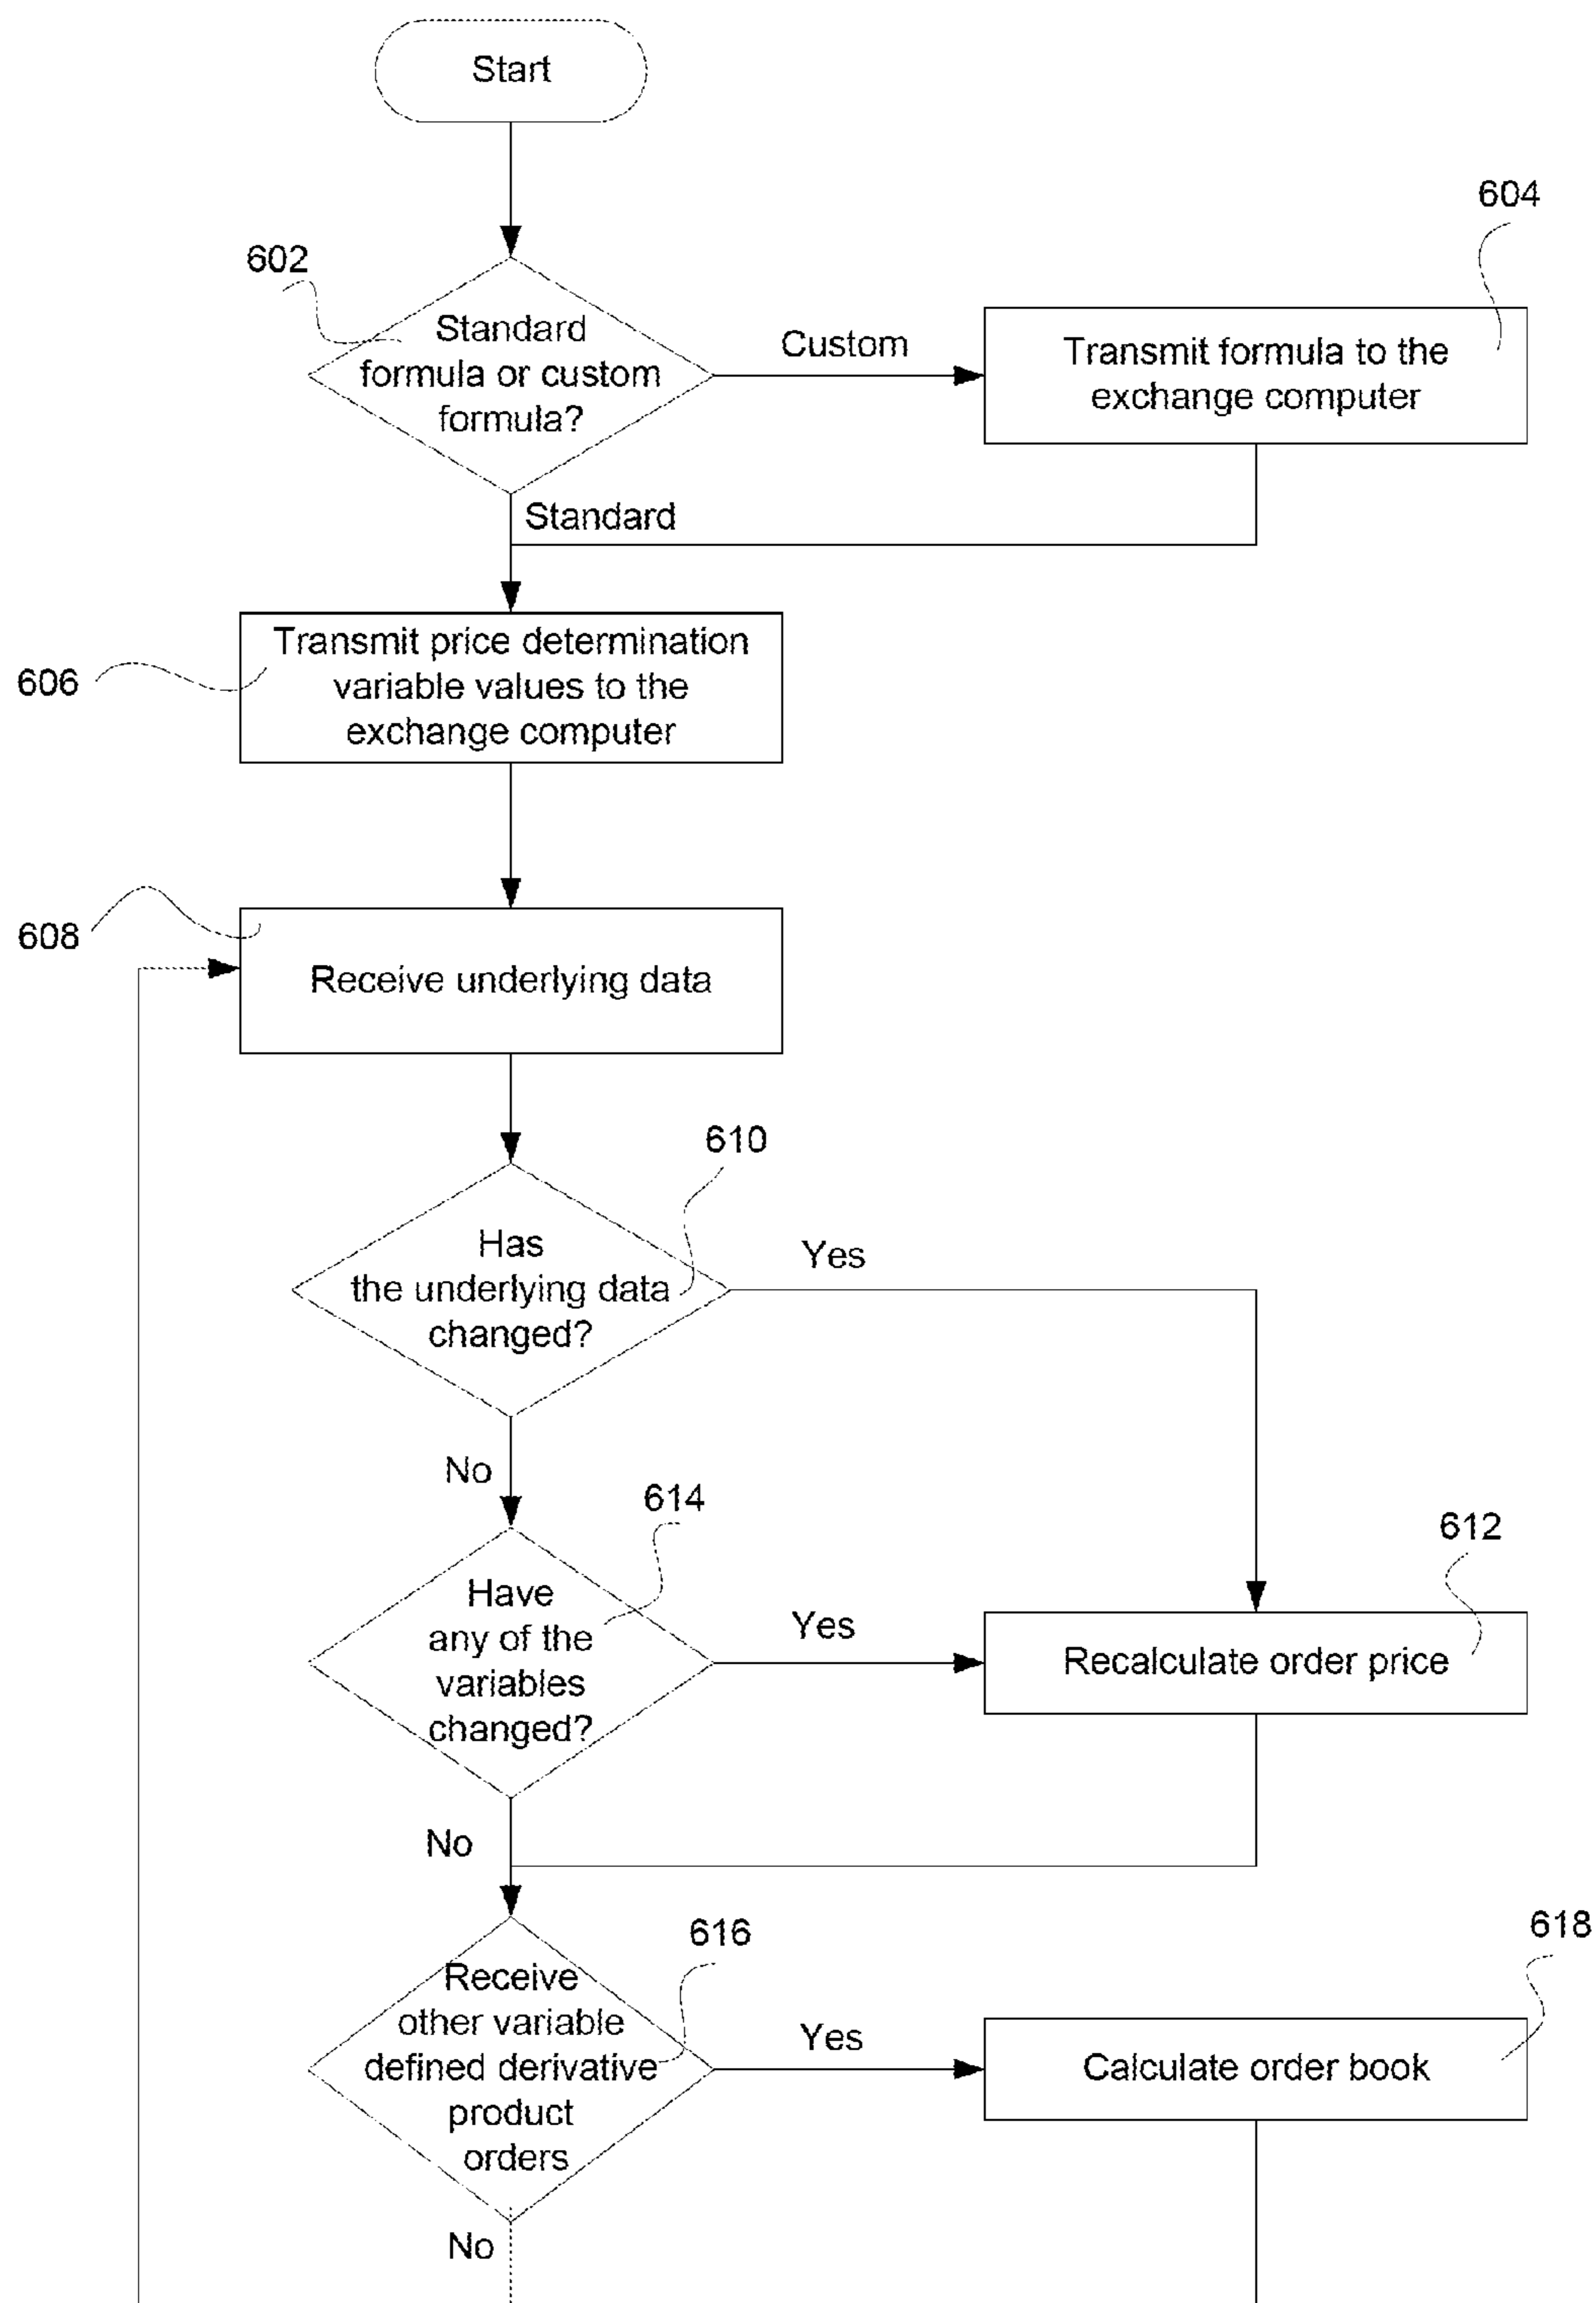 Start
604
602
Standard
formula or custom
formula?
Custom
Transmit formula to the
exchange computer
Standard
606
Transmit price determination
variable values to the
exchange computer
608
Receive underlying data
610
Has
the underlying data
changed?
Yes
No
614
612
Have
any of the
variables
changed?
Yes
Recalculate order price
No
616
618
Receive
other variable
defined derivative
product
orders
Yes
Calculate order book
No